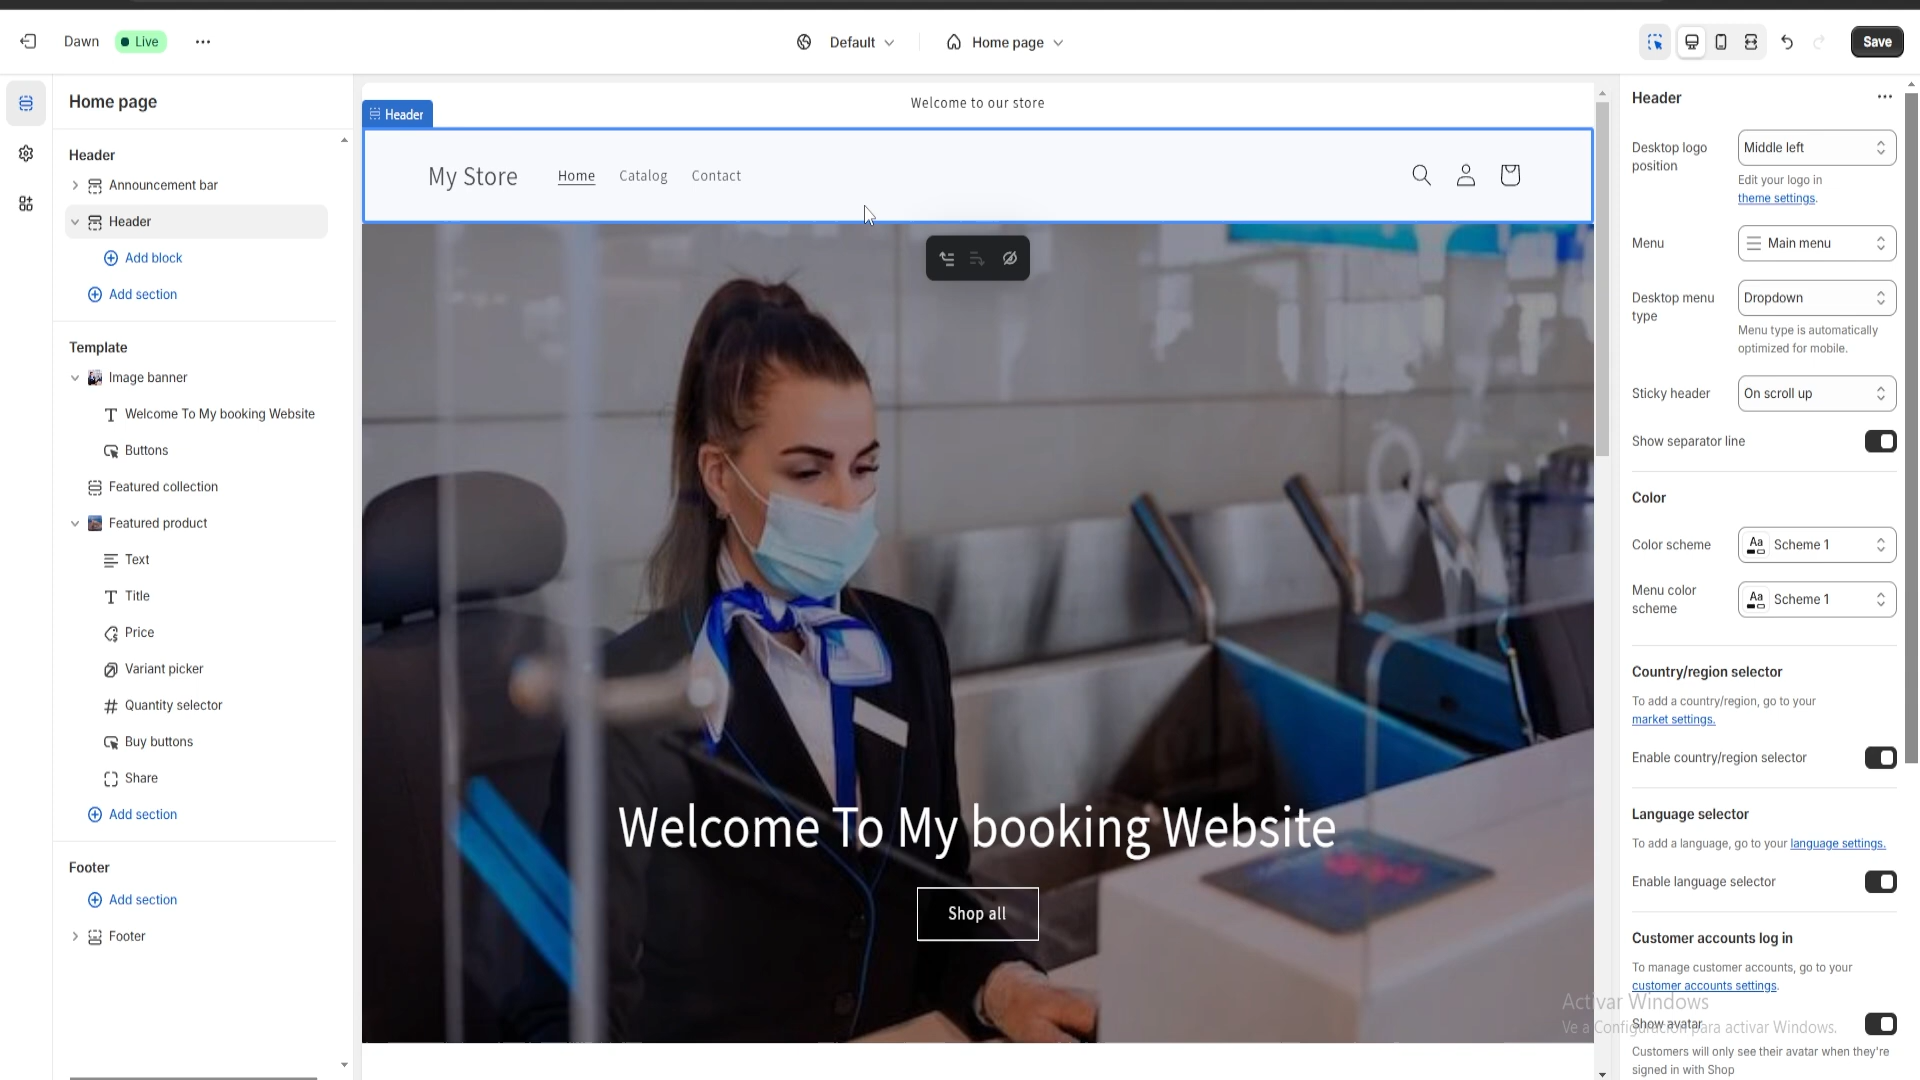 Dawn
Live
Default
Home page
Save
Home page
Header
Announcement bar
Header
Add block
Add section
Template
Image banner
Welcome To My booking Website
Buttons
Featured collection
Featured product
Text
Title
Price
Variant picker
Quantity selector
Buy buttons
Share
Add section
Footer
Add section
Footer
Welcome to our store
Header
My Store
Home
Catalog
Contact
Welcome To My booking Website
Shop all
Header
Desktop logo
position
Middle left
Edit your logo in
theme settings.
Menu
Main menu
Desktop menu
type
Dropdown
Menu type is automatically
optimized for mobile.
Sticky header
On scroll up
Show separator line
Color
Color scheme
Aa
Scheme 1
Menu color
scheme
Aa
Scheme 1
Country/region selector
To add a country/region, go to your
market settings.
Enable country/region selector
Language selector
To add a language, go to your language settings.
Enable language selector
Customer accounts log in
To manage customer accounts, go to your
customer accounts settings.
Activar Windows
Show avatar
Ve a Configuración para activar Windows.
Customers will only see their avatar when they're
signed in with Shop